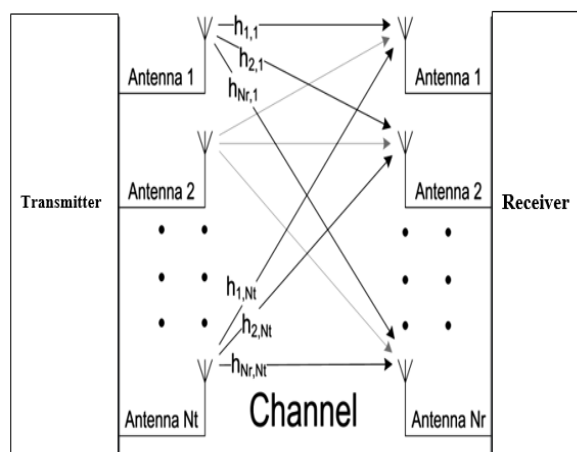 h1,1
h2,1
hNr,1
Antenna 1
Antenna 1
Transmitter
Antenna 2
Antenna 2
Receiver
h1,Nt
h2,Nt
hNr,Nt
Channel
Antenna Nt
Antenna Nr